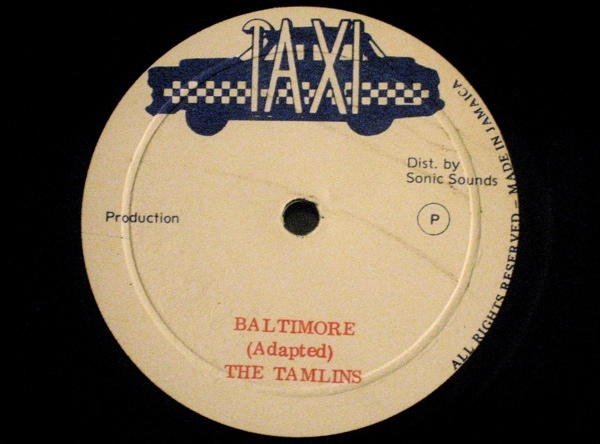 TAXI
Dist. by
Sonic Sounds
Production
P
BALTIMORE
(Adapted)
THE TAMLINS
ALL RIGHTS RESERVED - MADE IN JAMAICA